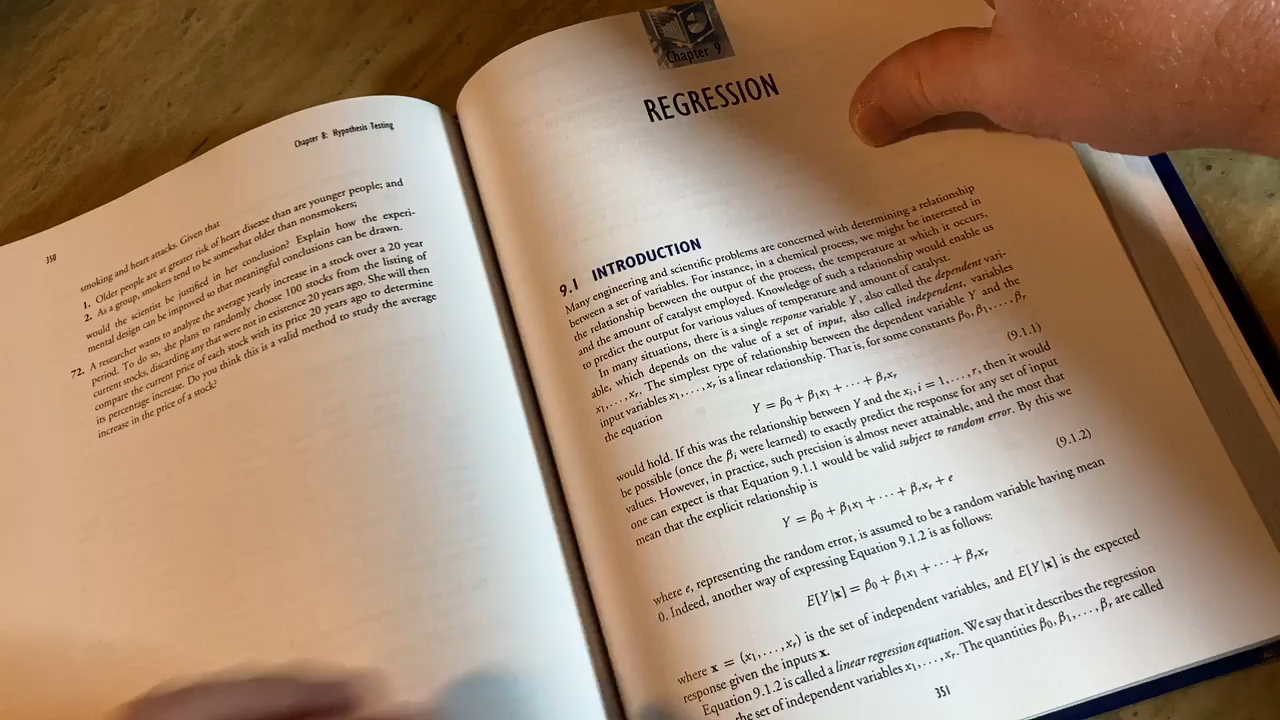 350
Chapter 8: Hypothesis Testing
smoking and heart attacks. Given that
1. Older people are at greater risk of heart disease than are younger people; and
2. As a group, smokers tend to be somewhat older than nonsmokers;
would the scientist be justified in her conclusion? Explain how the experi-
mental design can be improved so that meaningful conclusions can be drawn.
72. A researcher wants to analyze the average yearly increase in a stock over a 20 year
period. To do so, she plans to randomly choose 100 stocks from the listing of
current stocks, discarding any that were not in existence 20 years ago. She will then
compare the current price of each stock with its price 20 years ago to determine
its percentage increase. Do you think this is a valid method to study the average
increase in the price of a stock?
Chapter 9
REGRESSION
9.1 INTRODUCTION
Many engineering and scientific problems are concerned with determining a relationship
between a set of variables. For instance, in a chemical process, we might be interested in
the relationship between the output of the process, the temperature at which it occurs,
and the amount of catalyst employed. Knowledge of such a relationship would enable us
to predict the output for various values of temperature and amount of catalyst.
In many situations, there is a single response variable Y, also called the dependent vari-
able, which depends on the value of a set of input, also called independent, variables
x₁, . . . , xᵣ. The simplest type of relationship between the dependent variable Y and the
input variables x₁, . . . , xᵣ is a linear relationship. That is, for some constants β₀, β₁, . . . , βᵣ
the equation
Y = β₀ + β₁x₁ + ··· + βᵣxᵣ (9.1.1)
would hold. If this was the relationship between Y and the xᵢ, i = 1, . . . , r, then it would
be possible (once the βᵢ were learned) to exactly predict the response for any set of input
values. However, in practice, such precision is almost never attainable, and the most that
one can expect is that Equation 9.1.1 would be valid subject to random error. By this we
mean that the explicit relationship is
Y = β₀ + β₁x₁ + ··· + βᵣxᵣ + e (9.1.2)
where e, representing the random error, is assumed to be a random variable having mean
0. Indeed, another way of expressing Equation 9.1.2 is as follows:
E[Y|x] = β₀ + β₁x₁ + ··· + βᵣxᵣ
where x = (x₁, . . . , xᵣ) is the set of independent variables, and E[Y|x] is the expected
response given the inputs x.
Equation 9.1.2 is called a linear regression equation. We say that it describes the regression
the set of independent variables x₁, . . . , xᵣ. The quantities β₀, β₁, . . . , βᵣ are called
351